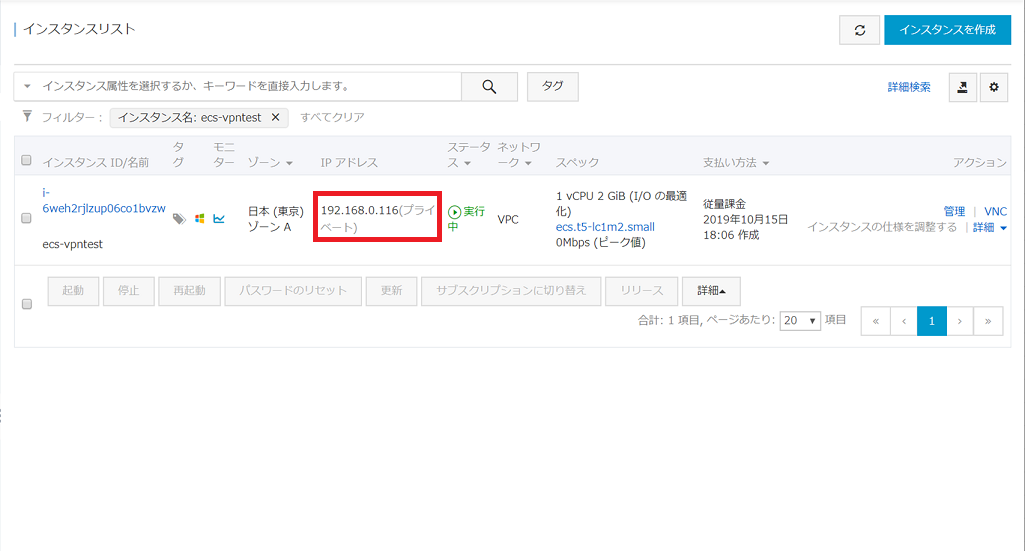 インスタンスリスト
インスタンスを作成
インスタンス属性を選択するか、キーワードを直接入力します。
タグ
詳細検索
フィルター：
インスタンス名: ecs-vpntest ✕
すべてクリア
インスタンス ID/名前
タ
グ
モニ
ター
ゾーン
IP アドレス
ステータ
ス
ネットワ
ーク
スペック
支払い方法
アクション
i-
6weh2rjlzup06co1bvzw
ecs-vpntest
日本 (東京)
ゾーン A
192.168.0.116(プライ
ベート)
実行
中
VPC
1 vCPU 2 GiB (I/O の最適
化)
ecs.t5-lc1m2.small
0Mbps (ピーク値)
従量課金
2019年10月15日
18:06 作成
管理 | VNC
インスタンスの仕様を調整する | 詳細
起動
停止
再起動
パスワードのリセット
更新
サブスクリプションに切り替え
リリース
詳細
合計: 1 項目, ページあたり: 20 項目
« ‹ 1 › »